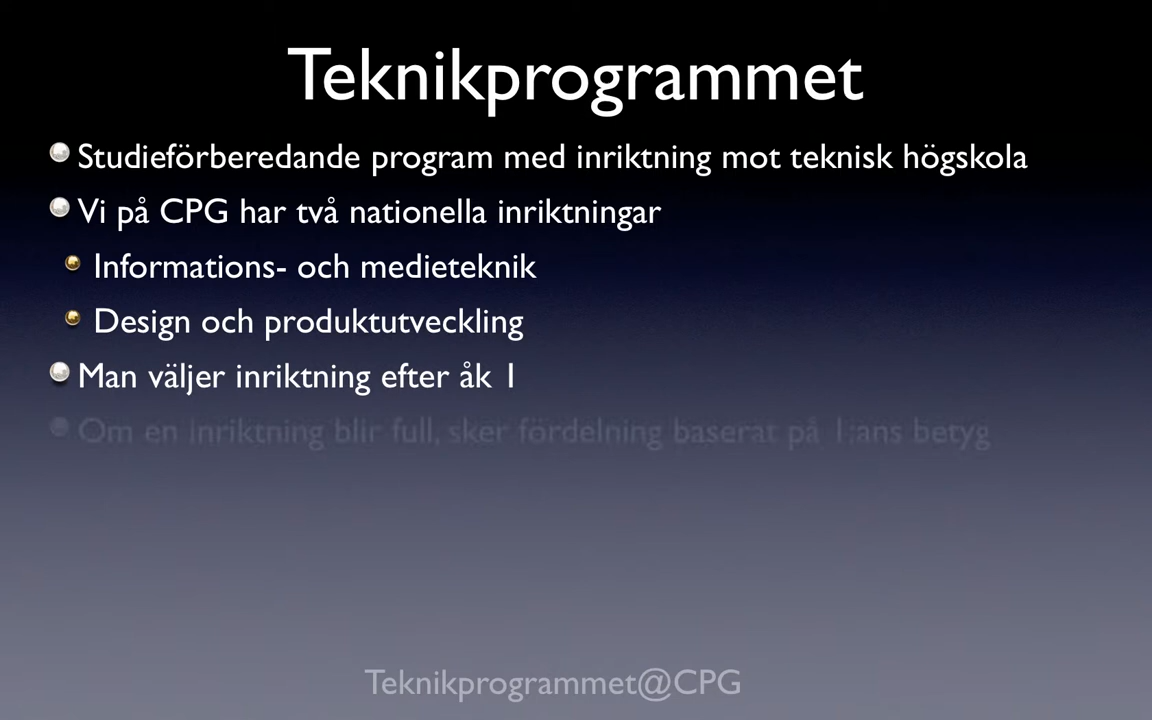 Teknikprogrammet
Studieförberedande program med inriktning mot teknisk högskola
Vi på CPG har två nationella inriktningar
Informations- och medieteknik
Design och produktutveckling
Man väljer inriktning efter åk 1
Om en inriktning blir full, sker fördelning baserat på 1:ans betyg
Teknikprogrammet@CPG